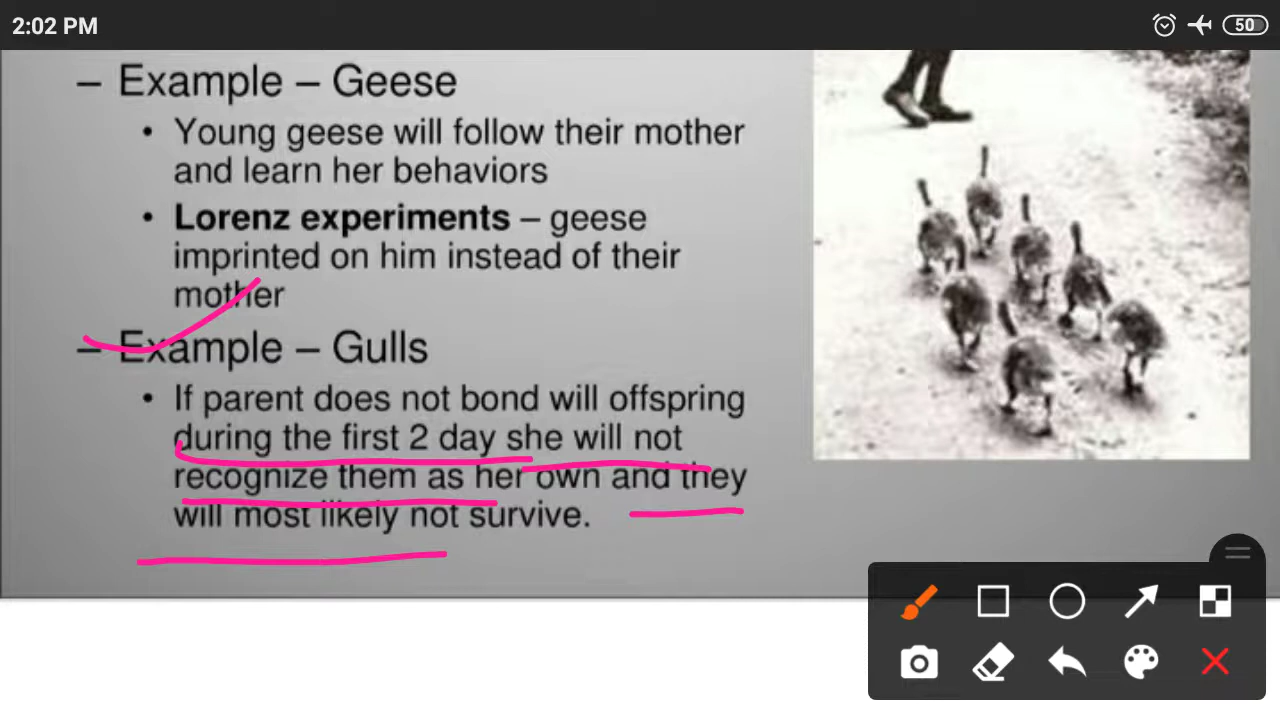 2:02 PM
50
– Example – Geese
• Young geese will follow their mother
and learn her behaviors
• Lorenz experiments – geese
imprinted on him instead of their
mother
– Example – Gulls
• If parent does not bond will offspring
during the first 2 day she will not
recognize them as her own and they
will most likely not survive.